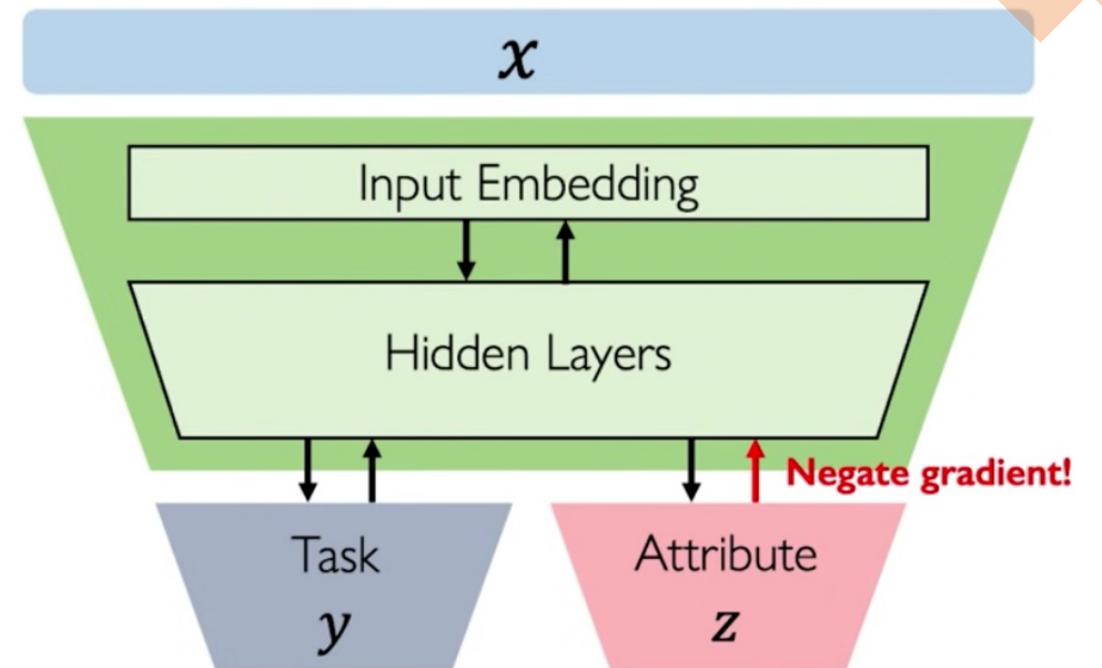 x
Input Embedding
Hidden Layers
Negate gradient!
Task
y
Attribute
z